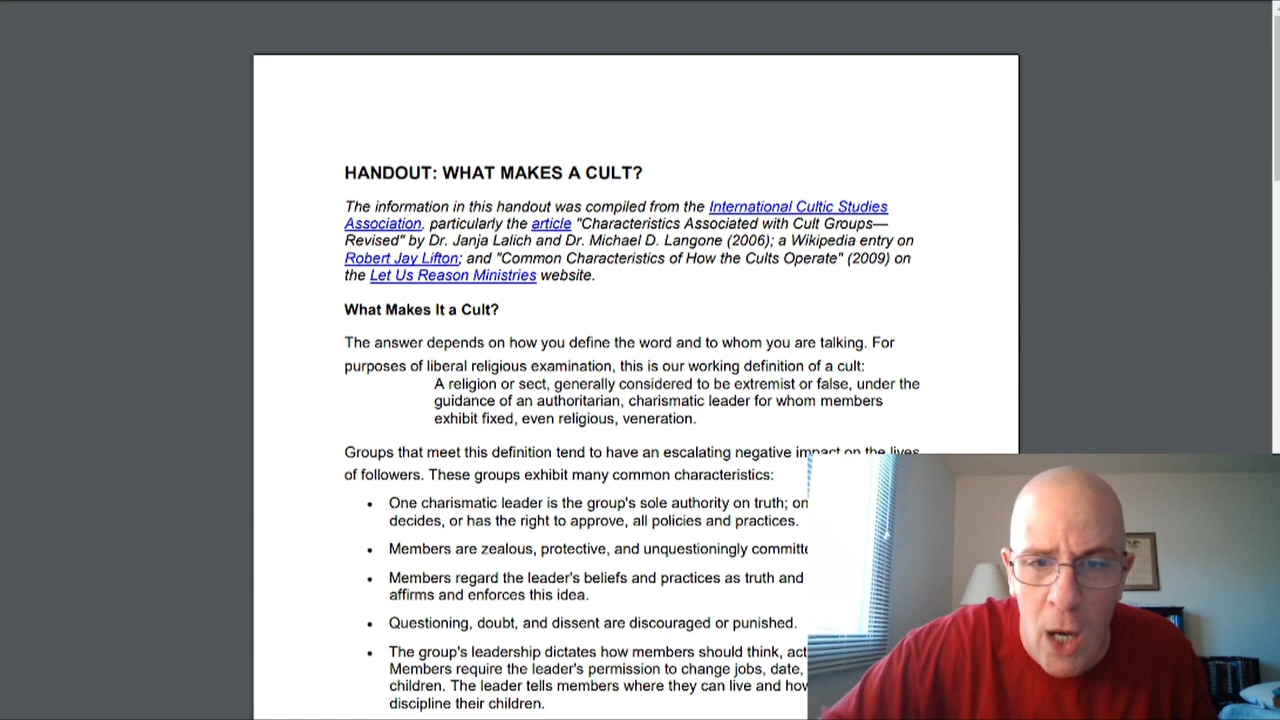 HANDOUT: WHAT MAKES A CULT?
The information in this handout was compiled from the International Cultic Studies
Association, particularly the article "Characteristics Associated with Cult Groups—
Revised" by Dr. Janja Lalich and Dr. Michael D. Langone (2006); a Wikipedia entry on
Robert Jay Lifton; and "Common Characteristics of How the Cults Operate" (2009) on
the Let Us Reason Ministries website.
What Makes It a Cult?
The answer depends on how you define the word and to whom you are talking. For
purposes of liberal religious examination, this is our working definition of a cult:
A religion or sect, generally considered to be extremist or false, under the
guidance of an authoritarian, charismatic leader for whom members
exhibit fixed, even religious, veneration.
Groups that meet this definition tend to have an escalating negative impact on the lives
of followers. These groups exhibit many common characteristics:
• One charismatic leader is the group's sole authority on truth;
decides, or has the right to approve, all policies and practices.
• Members are zealous, protective, and unquestioningly
• Members regard the leader's beliefs and practices as truth and
affirms and enforces this idea.
• Questioning, doubt, and dissent are discouraged or punished.
• The group's leadership dictates how members should think,
Members require the leader's permission to change jobs, date,
children. The leader tells members where they can live and
discipline their children.